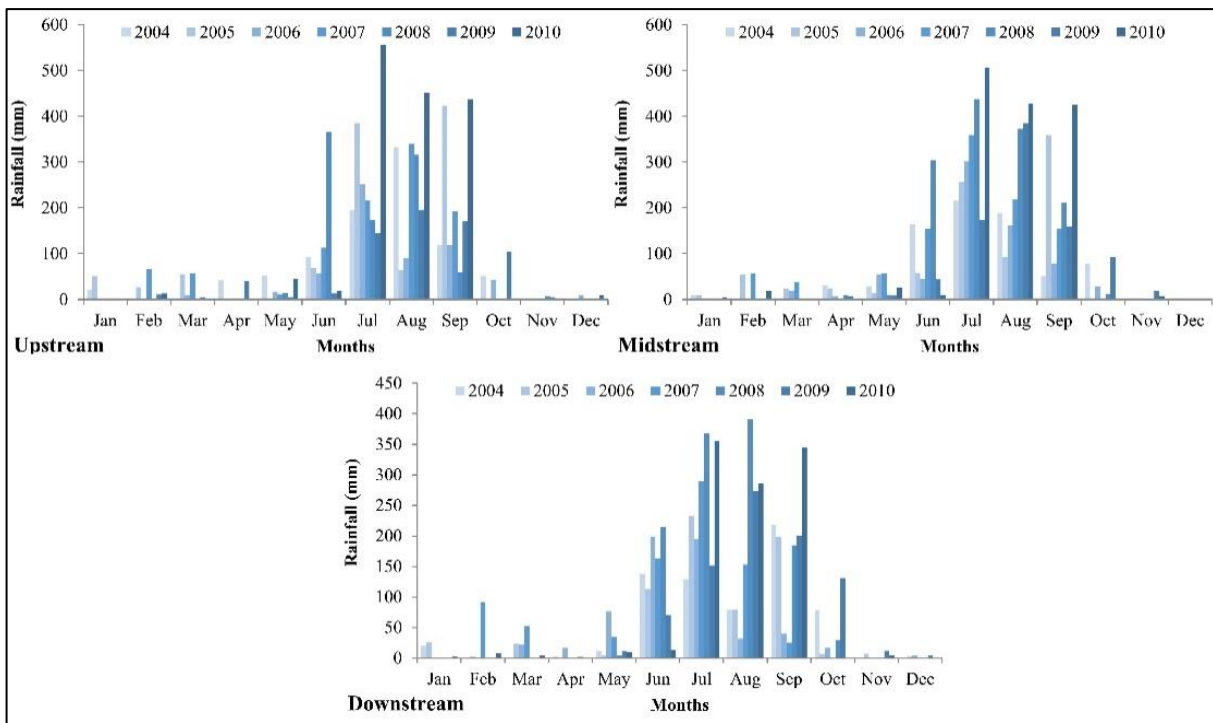 600
2004 2005 2006 2007 2008 2009 2010
500
400
300
200
100
0
Rainfall (mm)
Jan Feb Mar Apr May Jun Jul Aug Sep Oct Nov Dec
Upstream
Months
600
2004 2005 2006 2007 2008 2009 2010
500
400
300
200
100
0
Rainfall (mm)
Jan Feb Mar Apr May Jun Jul Aug Sep Oct Nov Dec
Midstream
Months
450
2004 2005 2006 2007 2008 2009 2010
400
350
300
250
200
150
100
50
0
Rainfall (mm)
Jan Feb Mar Apr May Jun Jul Aug Sep Oct Nov Dec
Downstream
Months